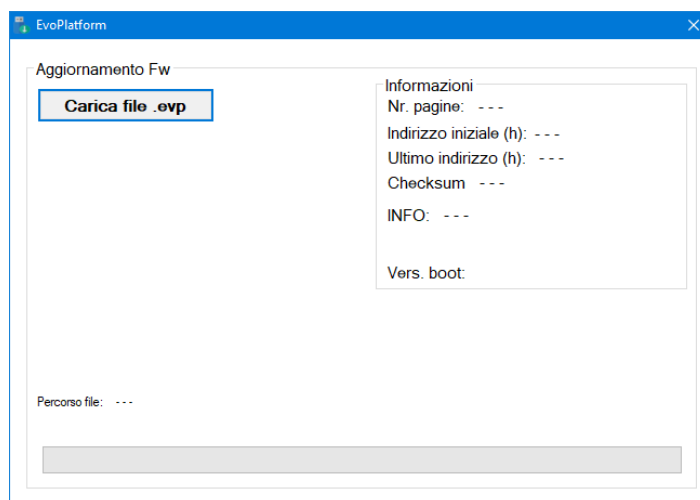 EvoPlatform
Aggiornamento Fw
Carica file .evp
Informazioni
Nr. pagine: ---
Indirizzo iniziale (h): ---
Ultimo indirizzo (h): ---
Checksum ---
INFO: ---
Vers. boot:
Percorso file: ---